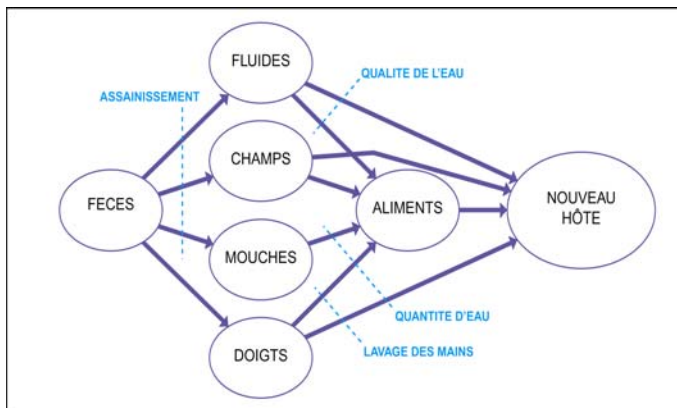 FLUIDES
QUALITE DE L'EAU
ASSAINISSEMENT
CHAMPS
FECES
ALIMENTS
NOUVEAU
HÔTE
MOUCHES
QUANTITE D'EAU
LAVAGE DES MAINS
DOIGTS